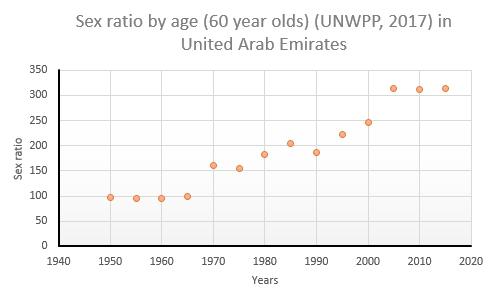 Sex ratio by age (60 year olds) (UNWPP, 2017) in
United Arab Emirates
350
300
250
200
150
100
50
0
Sex ratio
1940 1950 1960 1970 1980 1990 2000 2010 2020
Years